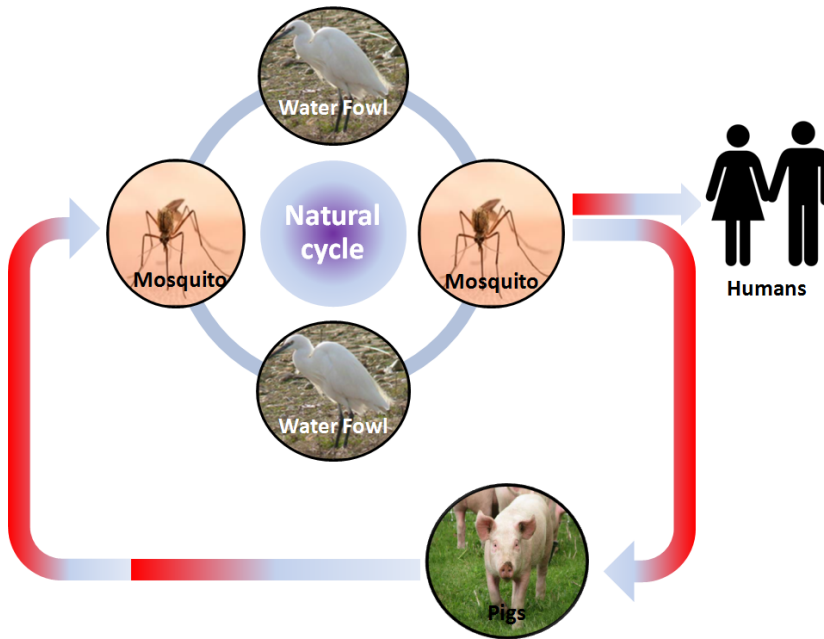 Water Fowl
Natural
cycle
Mosquito
Mosquito
Humans
Water Fowl
Pigs